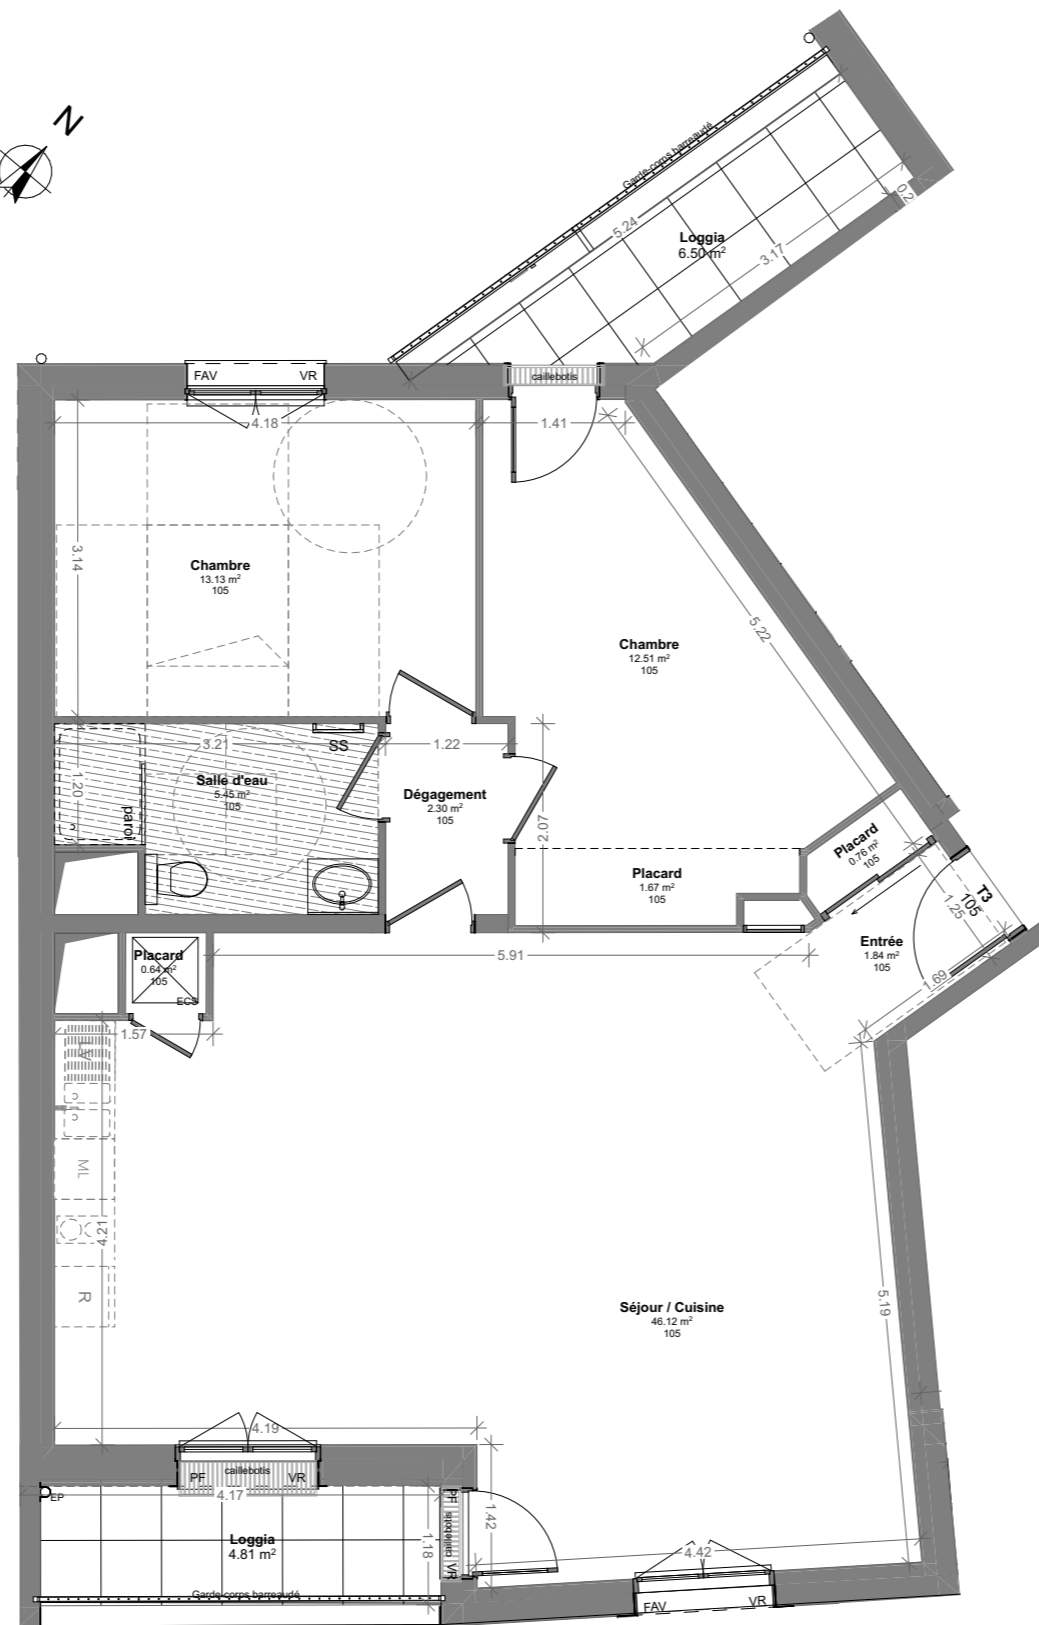 N
Garde-corps barreaudé
5.24
Loggia
6.50 m²
3.17
0.2
FAV VR
caillebotis
4.18
1.41
3.14
Chambre
13.13 m²
105
5.22
Chambre
12.51 m²
105
3.21
SS
1.22
Salle d'eau
5.45 m²
105
1.20
paroi
Dégagement
2.30 m²
105
2.07
Placard
1.67 m²
105
Placard
0.76 m²
105
T3
105
1.25
Entrée
1.84 m²
105
1.69
Placard
0.64 m²
105
ECS
5.91
1.57
LV
ML
4.21
R
5.19
Séjour / Cuisine
46.12 m²
105
4.19
PF caillebotis VR
EP
4.17
Loggia
4.81 m²
1.18
PF
caillebotis
VR
1.42
4.42
Garde-corps barreaudé
FAV VR